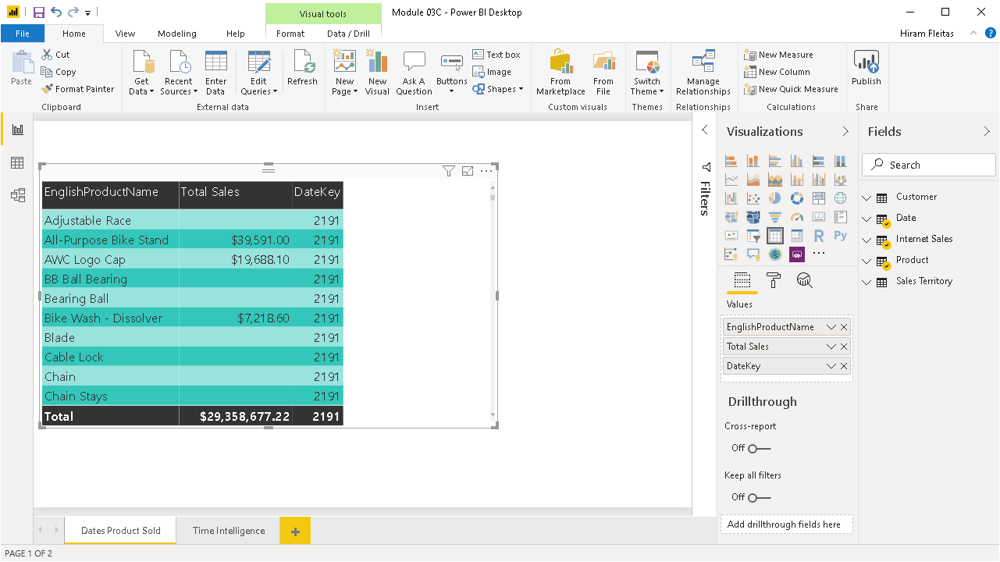 Visual tools
Module 03C - Power BI Desktop
File
Home
View
Modeling
Help
Format
Data / Drill
Hiram Fleitas
?
Paste
Cut
Copy
Format Painter
Clipboard
Get Data
Recent Sources
Enter Data
Edit Queries
External data
Refresh
New Page
New Visual
Ask A Question
Buttons
Text box
Image
Shapes
Insert
From Marketplace
From File
Custom visuals
Switch Theme
Themes
Manage Relationships
Relationships
New Measure
New Column
New Quick Measure
Calculations
Publish
Share
EnglishProductName Total Sales DateKey
Adjustable Race 2191
All-Purpose Bike Stand $39,591.00 2191
AWC Logo Cap $19,688.10 2191
BB Ball Bearing 2191
Bearing Ball 2191
Bike Wash - Dissolver $7,218.60 2191
Blade 2191
Cable Lock 2191
Chain 2191
Chain Stays 2191
Total $29,358,677.22 2191
Filters
Visualizations
123
R
Py
Values
EnglishProductName
Total Sales
DateKey
Drillthrough
Cross-report
Off
Keep all filters
Off
Add drillthrough fields here
Fields
Search
Customer
Date
Internet Sales
Product
Sales Territory
Dates Product Sold
Time Intelligence
+
PAGE 1 OF 2